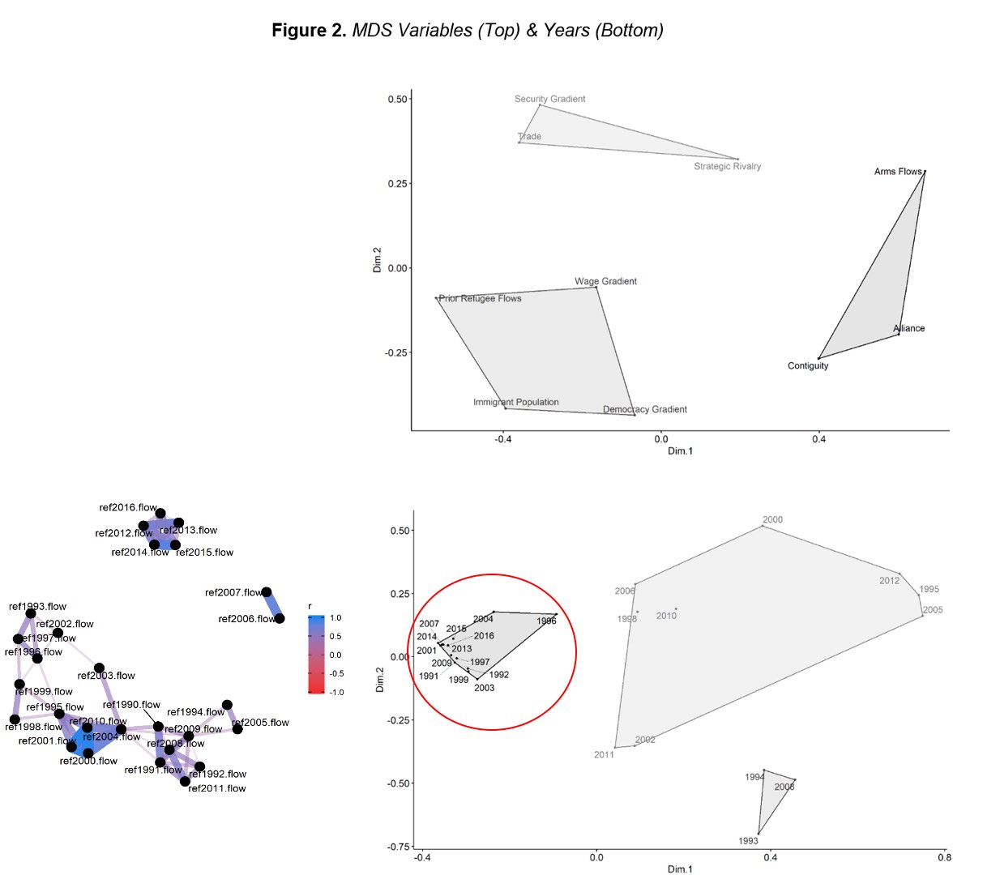 Figure 2. MDS Variables (Top) & Years (Bottom)
0.50
0.25
0.00
-0.25
Dim.2
Security Gradient
Trade
Strategic Rivalry
Arms Flows
Wage Gradient
Prior Refugee Flows
Alliance
Contiguity
Immigrant Population
Democracy Gradient
-0.4
0.0
0.4
Dim.1
ref2016.flow
ref2012.flow
ref2013.flow
ref2014.flow
ref2015.flow
ref2007.flow
ref2006.flow
ref1993.flow
ref2002.flow
ref1997.flow
ref1996.flow
ref2003.flow
ref1999.flow
ref1995.flow
ref1990.flow
ref1994.flow
ref1998.flow
ref2010.flow
ref2009.flow
ref2005.flow
ref2001.flow
ref2004.flow
ref2008.flow
ref2000.flow
ref1991.flow
ref1992.flow
ref2011.flow
r
1.0
0.5
0.0
-0.5
-1.0
0.50
0.25
0.00
-0.25
-0.50
-0.75
Dim.2
2000
2006
2012
1995
2005
1998
2010
2004
1996
2007
2015
2014
2016
2001
2013
2009
1997
1991
1992
1999
2003
2002
2011
1994
2008
1993
-0.4
0.0
0.4
0.8
Dim.1